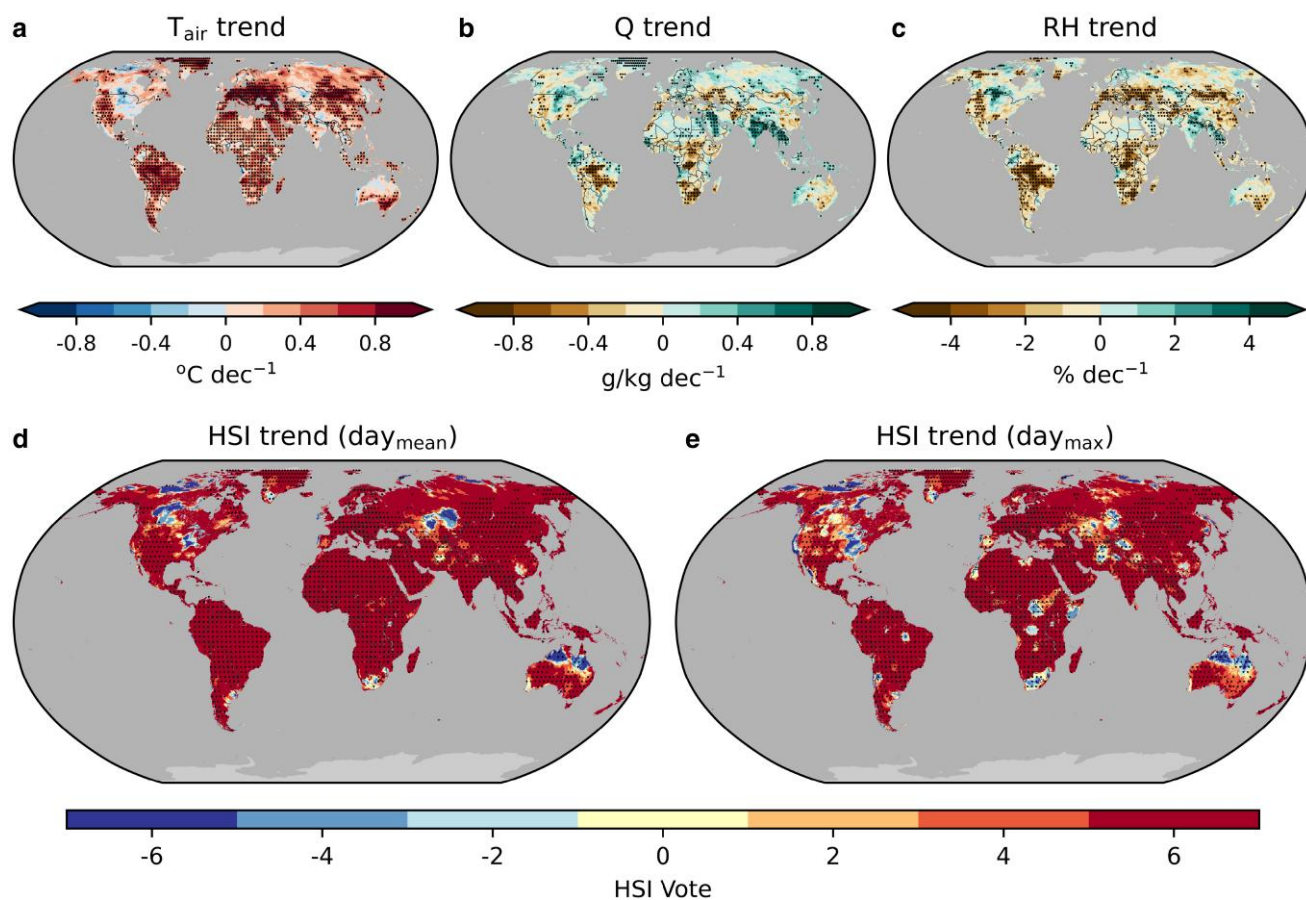 a T_air trend
b Q trend
c RH trend
-0.8 -0.4 0 0.4 0.8
°C dec⁻¹
-0.8 -0.4 0 0.4 0.8
g/kg dec⁻¹
-4 -2 0 2 4
% dec⁻¹
d HSI trend (day_mean)
e HSI trend (day_max)
-6 -4 -2 0 2 4 6
HSI Vote